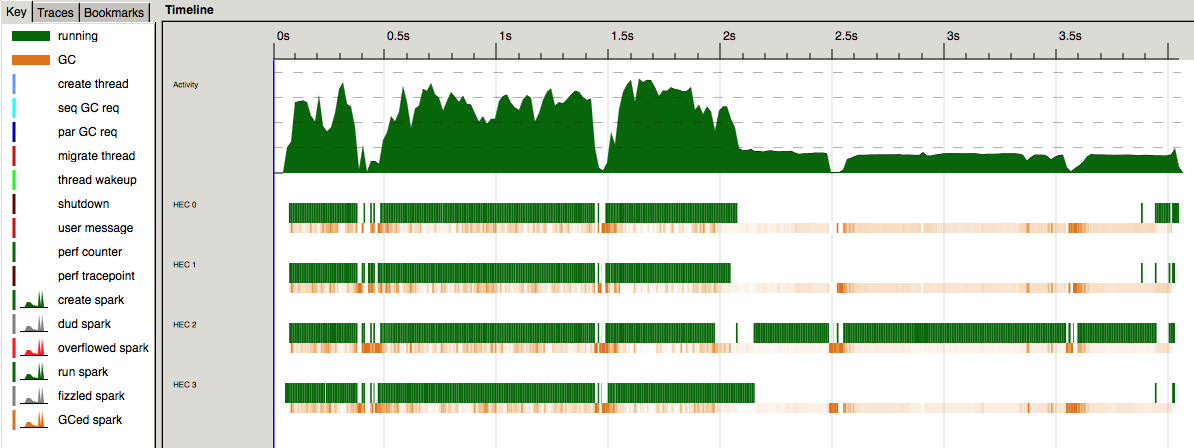 Key Traces Bookmarks
running
GC
create thread
seq GC req
par GC req
migrate thread
thread wakeup
shutdown
user message
perf counter
perf tracepoint
create spark
dud spark
overflowed spark
run spark
fizzled spark
GCed spark
Timeline
0s 0.5s 1s 1.5s 2s 2.5s 3s 3.5s
Activity
HEC 0
HEC 1
HEC 2
HEC 3